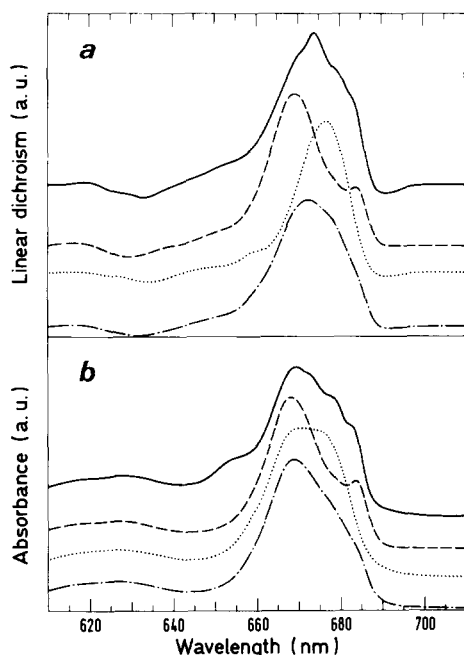 a
Linear dichroism (a.u.)
b
Absorbance (a.u.)
620 640 660 680 700
Wavelength (nm)